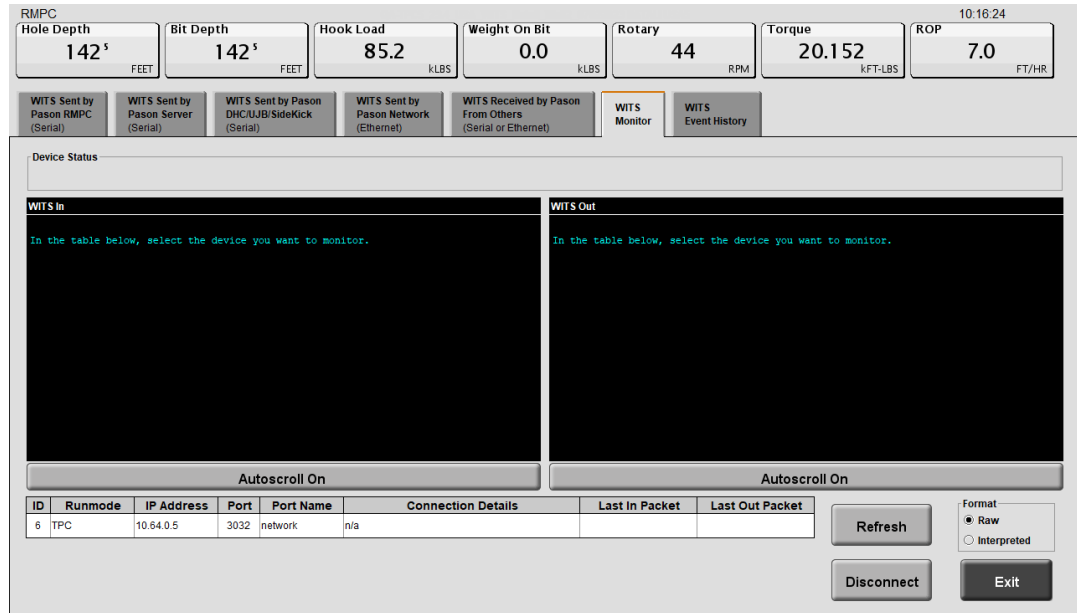 RMPC
10:16:24
Hole Depth
142 5
FEET
Bit Depth
142 5
FEET
Hook Load
85.2
kLBS
Weight On Bit
0.0
kLBS
Rotary
44
RPM
Torque
20.152
kFT-LBS
ROP
7.0
FT/HR
WITS Sent by
Pason RMPC
(Serial)
WITS Sent by
Pason Server
(Serial)
WITS Sent by Pason
DHC/UJB/SideKick
(Serial)
WITS Sent by
Pason Network
(Ethernet)
WITS Received by Pason
From Others
(Serial or Ethernet)
WITS
Monitor
WITS
Event History
Device Status
WITS In
In the table below, select the device you want to monitor.
WITS Out
In the table below, select the device you want to monitor.
Autoscroll On
Autoscroll On
ID Runmode IP Address Port Port Name Connection Details Last In Packet Last Out Packet
6 TPC 10.64.0.5 3032 network n/a
Refresh
Disconnect
Format
Raw
Interpreted
Exit